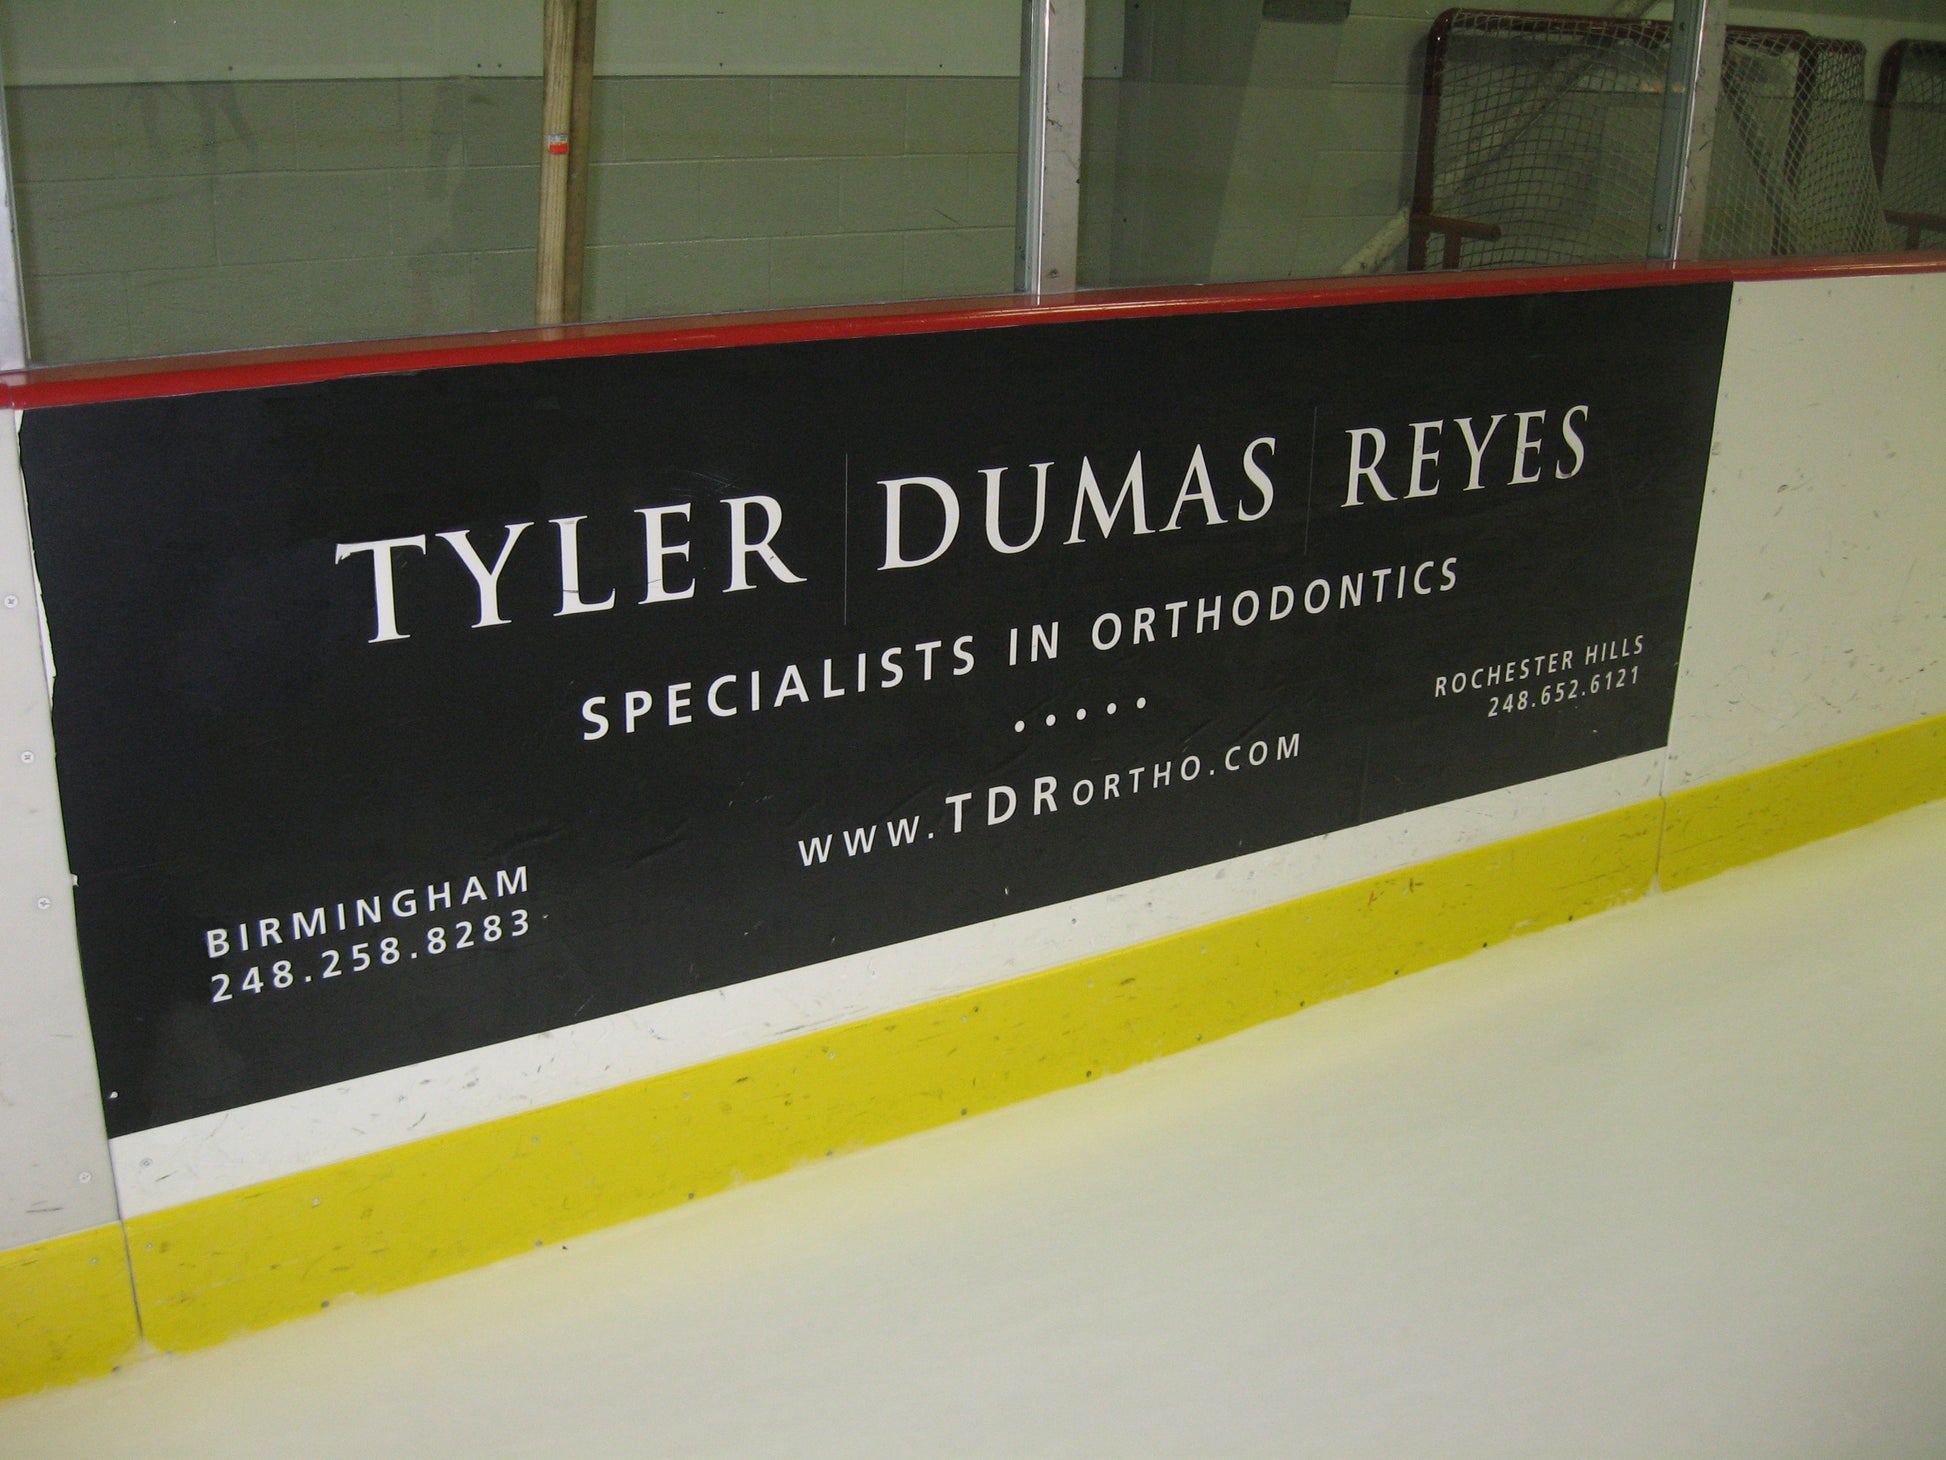 TYLER DUMAS REYES
SPECIALISTS IN ORTHODONTICS
• • • • •
www.TDRORTHO.COM
BIRMINGHAM
248.258.8283
ROCHESTER HILLS
248.652.6121